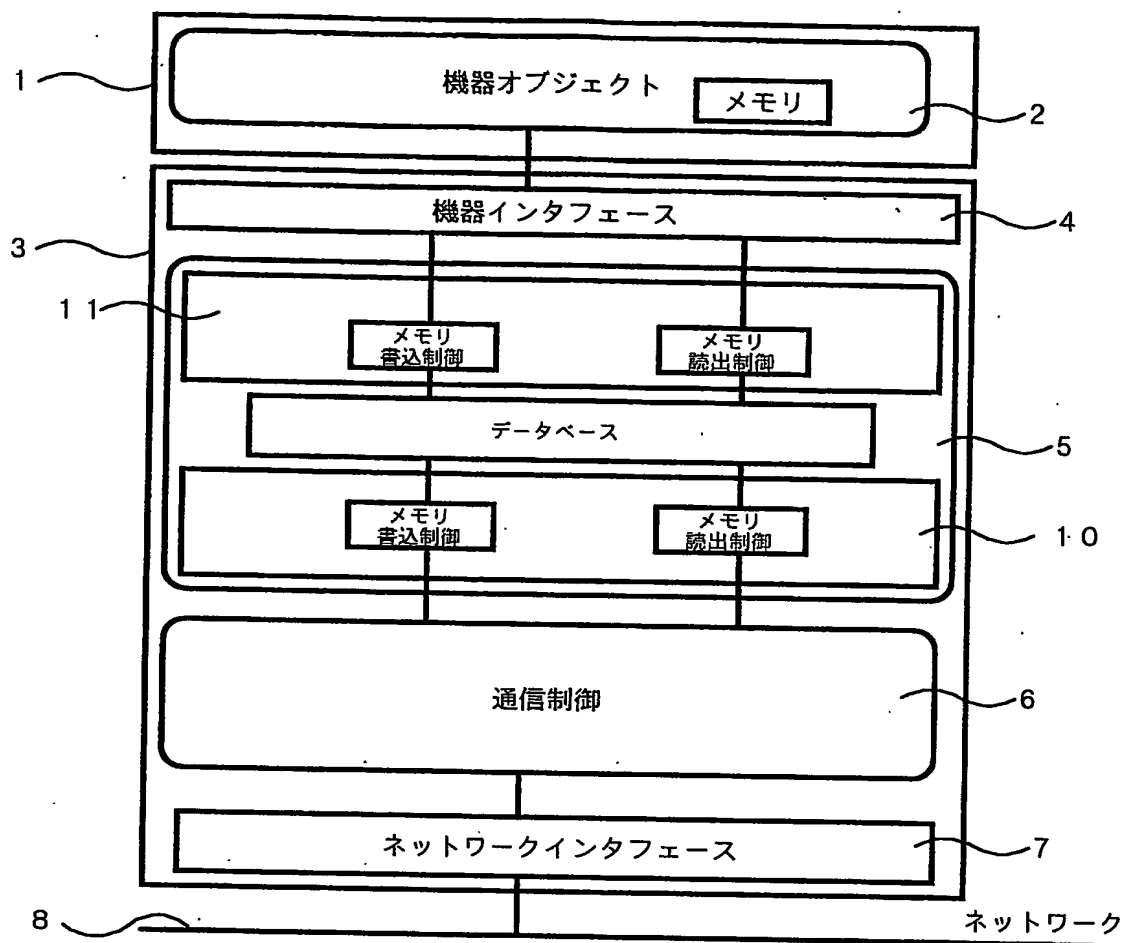 1
機器オブジェクト
メモリ
2
機器インタフェース
4
3
11
メモリ
書込制御
メモリ
読出制御
データベース
5
メモリ
書込制御
メモリ
読出制御
10
通信制御
6
ネットワークインタフェース
7
8
ネットワーク